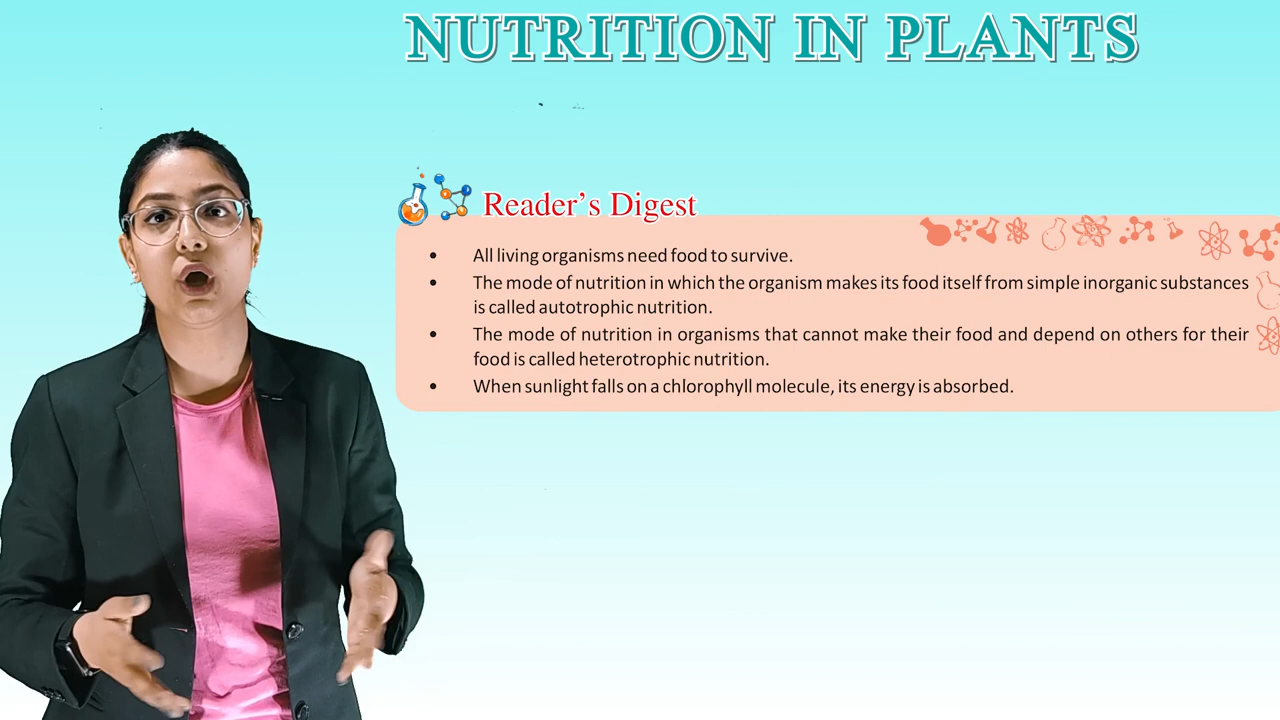 NUTRITION IN PLANTS
Reader’s Digest
• All living organisms need food to survive.
• The mode of nutrition in which the organism makes its food itself from simple inorganic substances
is called autotrophic nutrition.
• The mode of nutrition in organisms that cannot make their food and depend on others for their
food is called heterotrophic nutrition.
• When sunlight falls on a chlorophyll molecule, its energy is absorbed.